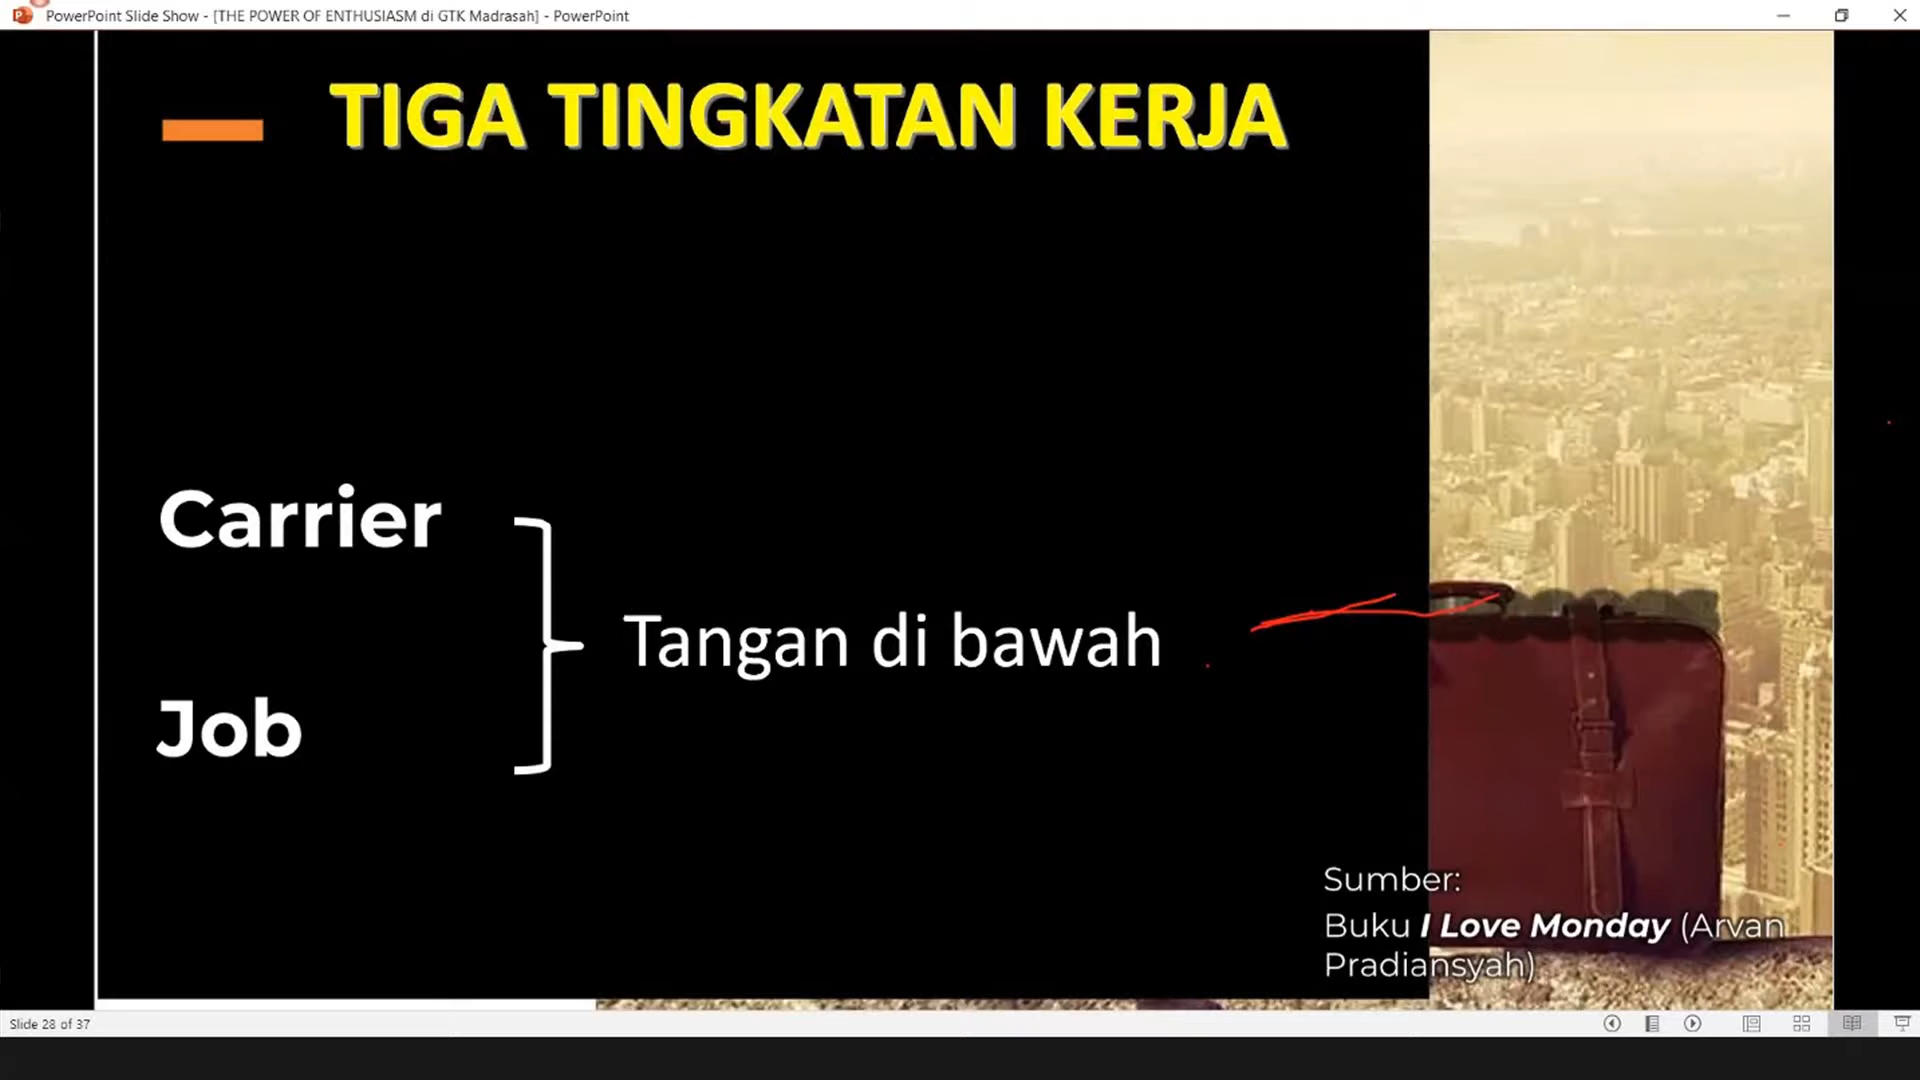 PowerPoint Slide Show - [THE POWER OF ENTHUSIASM di GTK Madrasah] - PowerPoint
TIGA TINGKATAN KERJA
Carrier
Tangan di bawah
Job
Sumber:
Buku I Love Monday (Arvan
Pradiansyah)
Slide 28 of 37